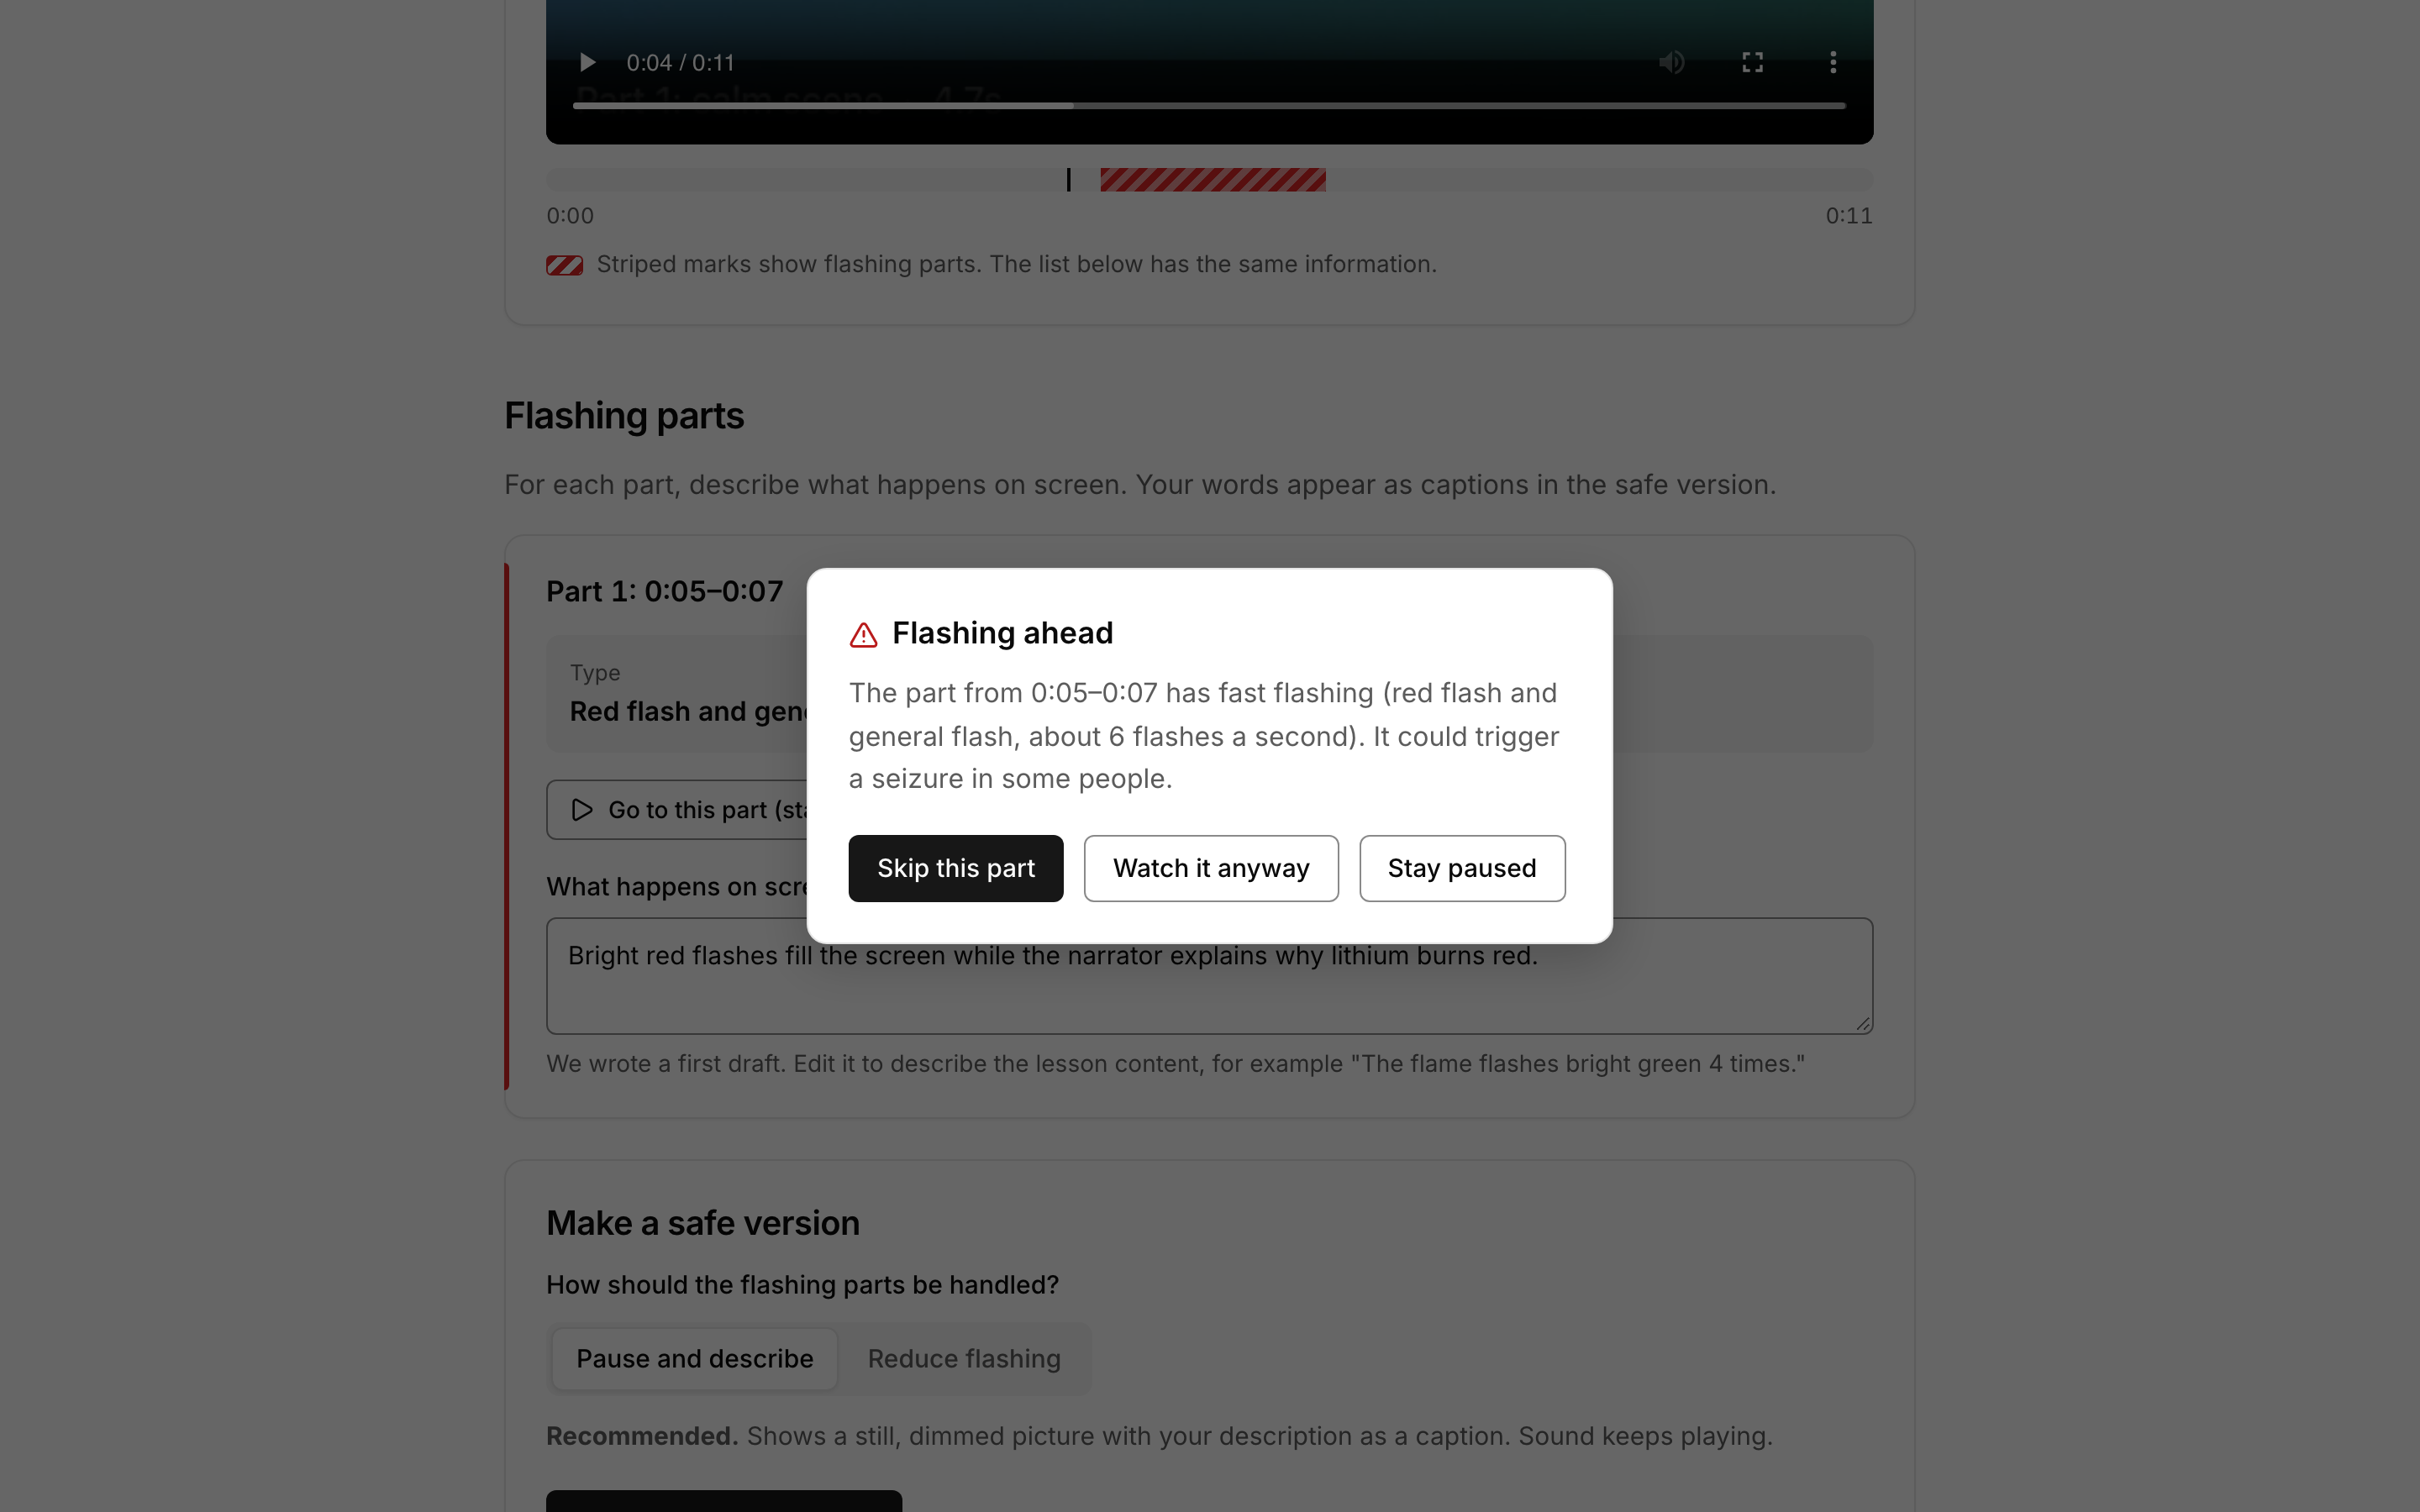 0:04 / 0:11
Part 1: calm scene 4.7s
0:00
0:11
Striped marks show flashing parts. The list below has the same information.
Flashing parts
For each part, describe what happens on screen. Your words appear as captions in the safe version.
Part 1: 0:05–0:07
Type
Red flash and gen
Go to this part (sta
What happens on scre
Flashing ahead
The part from 0:05–0:07 has fast flashing (red flash and
general flash, about 6 flashes a second). It could trigger
a seizure in some people.
Skip this part
Watch it anyway
Stay paused
Bright red flashes fill the screen while the narrator explains why lithium burns red.
We wrote a first draft. Edit it to describe the lesson content, for example "The flame flashes bright green 4 times."
Make a safe version
How should the flashing parts be handled?
Pause and describe
Reduce flashing
Recommended. Shows a still, dimmed picture with your description as a caption. Sound keeps playing.